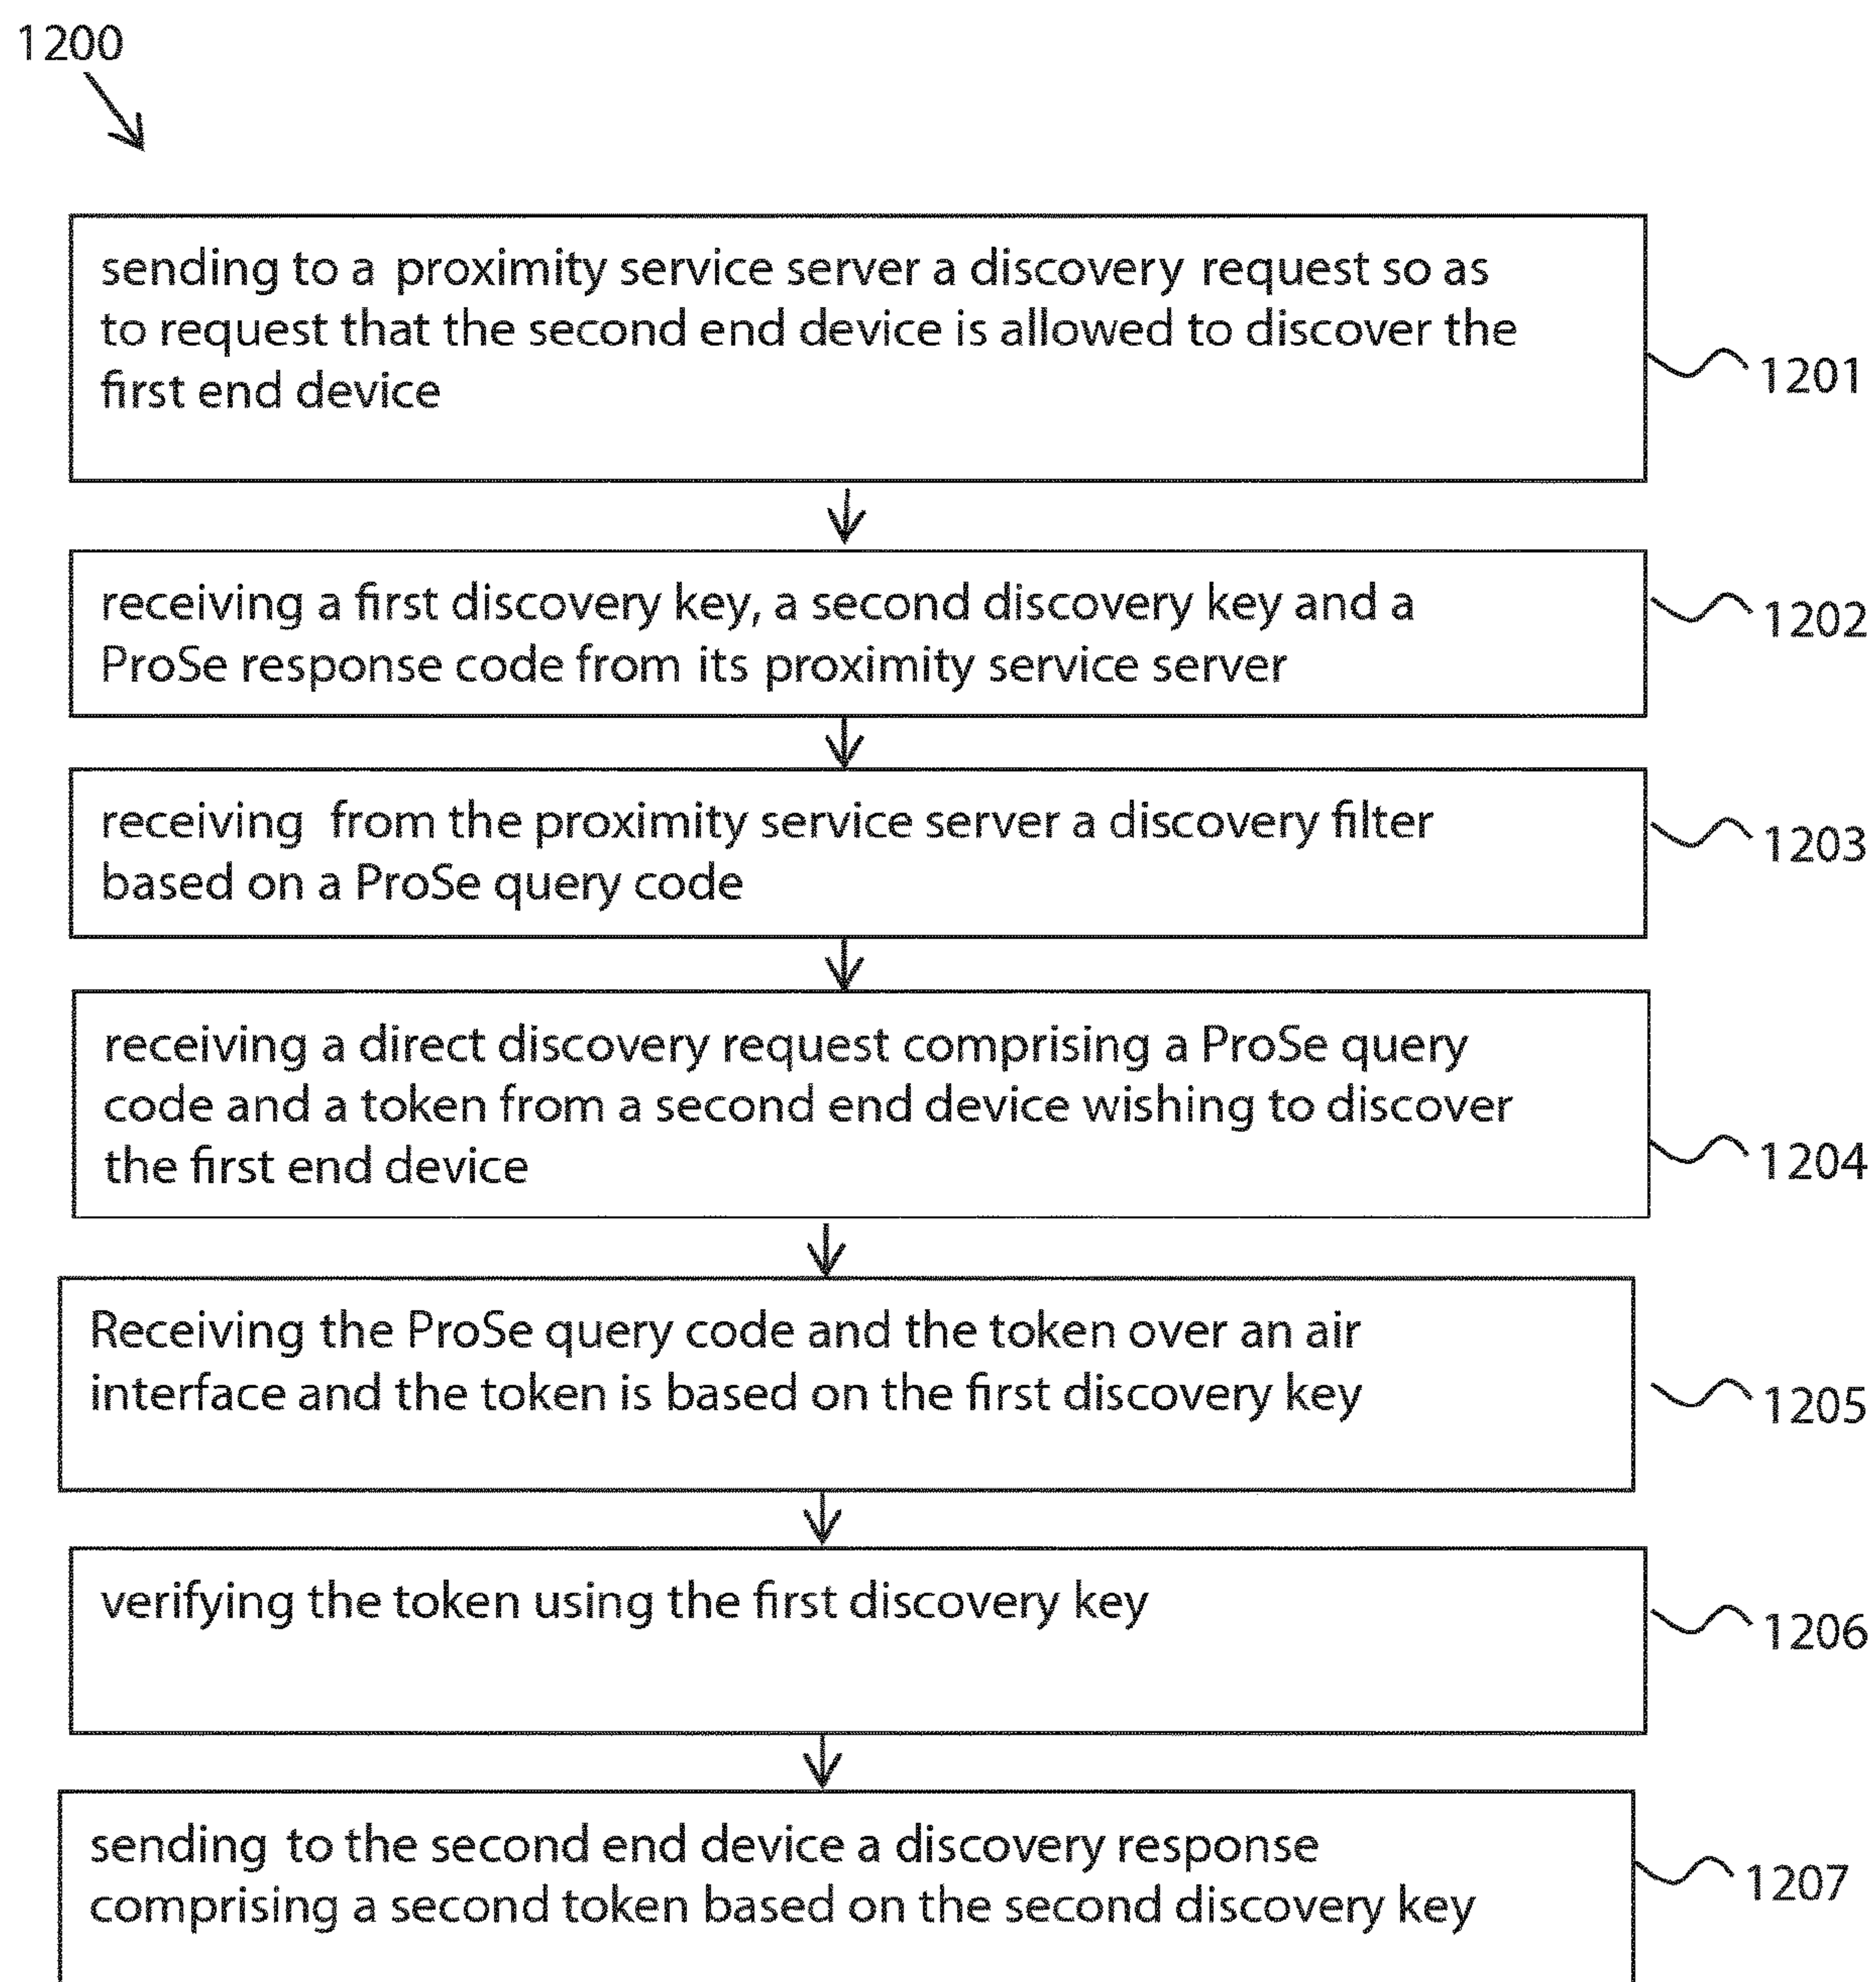 1200
sending to a proximity service server a discovery request so as
to request that the second end device is allowed to discover the
first end device
1201
receiving a first discovery key, a second discovery key and a
ProSe response code from its proximity service server
1202
receiving from the proximity service server a discovery filter
based on a ProSe query code
1203
receiving a direct discovery request comprising a ProSe query
code and a token from a second end device wishing to discover
the first end device
1204
Receiving the ProSe query code and the token over an air
interface and the token is based on the first discovery key
1205
verifying the token using the first discovery key
1206
sending to the second end device a discovery response
comprising a second token based on the second discovery key
1207